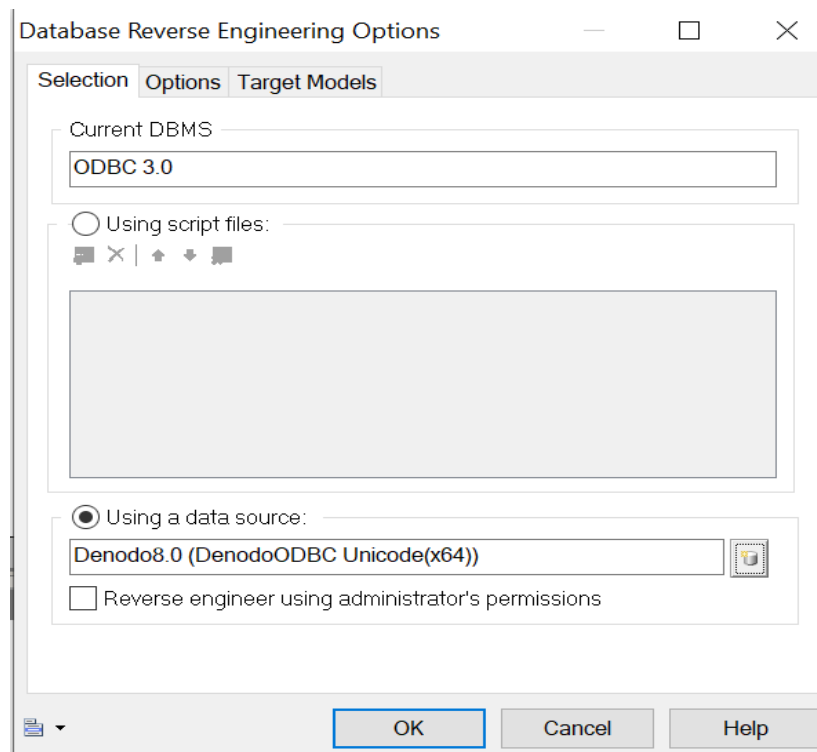 Database Reverse Engineering Options
Selection Options Target Models
Current DBMS
ODBC 3.0
Using script files:
Using a data source:
Denodo8.0 (DenodoODBC Unicode(x64))
Reverse engineer using administrator's permissions
OK Cancel Help